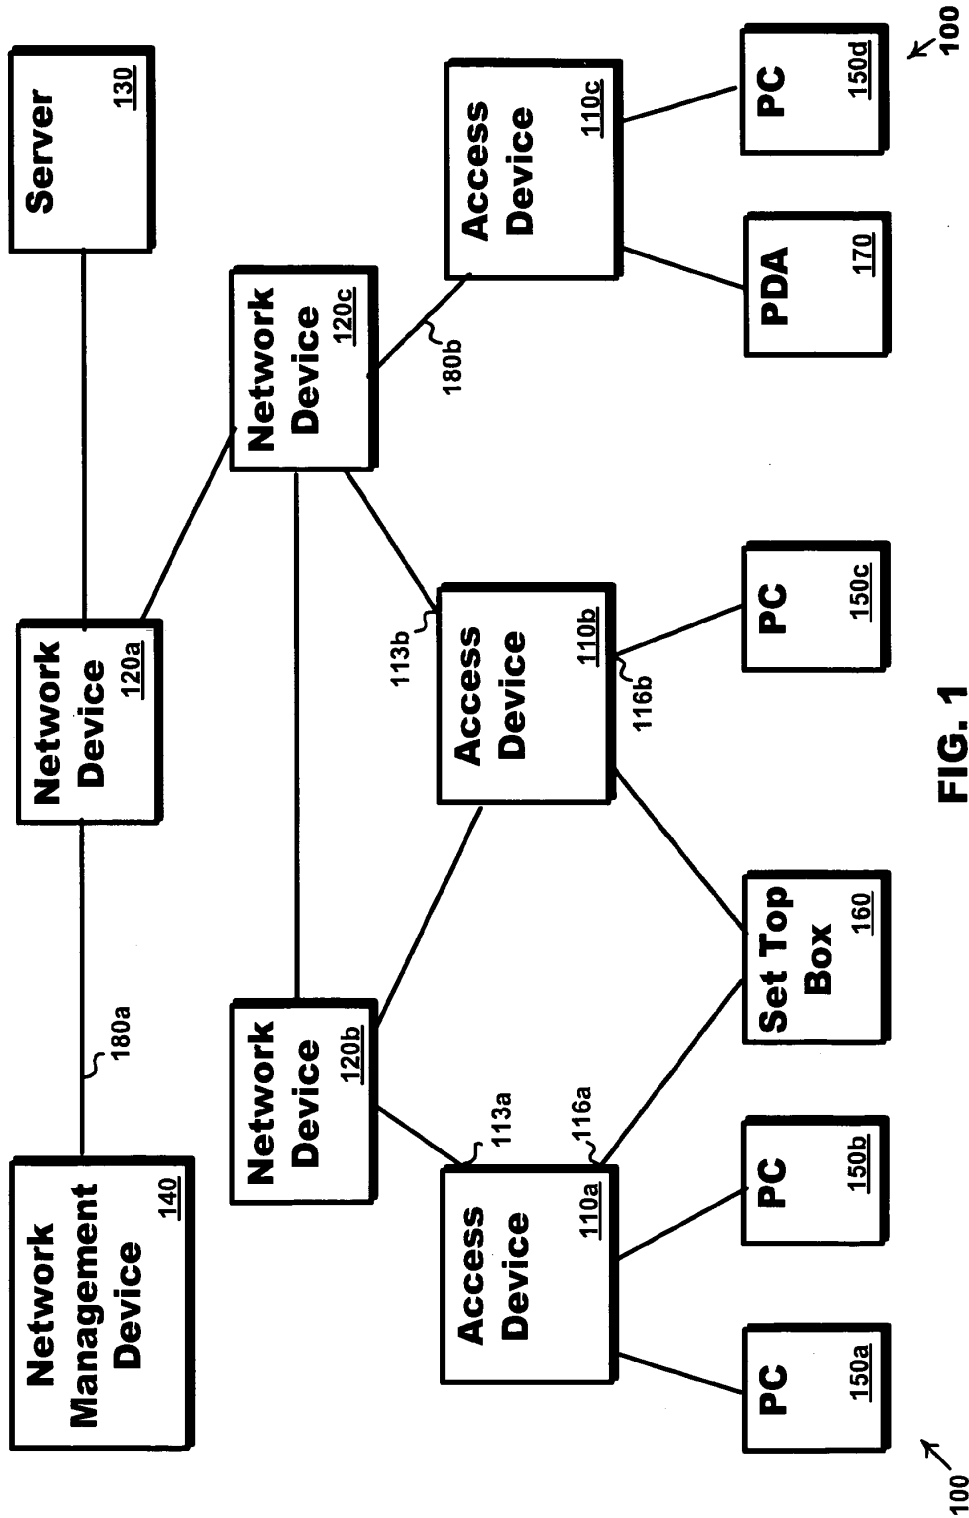 Network
Management
Device
140
180a
Network
Device
120a
Server
130
Network
Device
120b
Network
Device
120c
113a
113b
180b
Access
Device
110a
116a
Access
Device
110b
116b
Access
Device
110c
PC
150a
PC
150b
Set Top
Box
160
PC
150c
PDA
170
PC
150d
100
100
FIG. 1